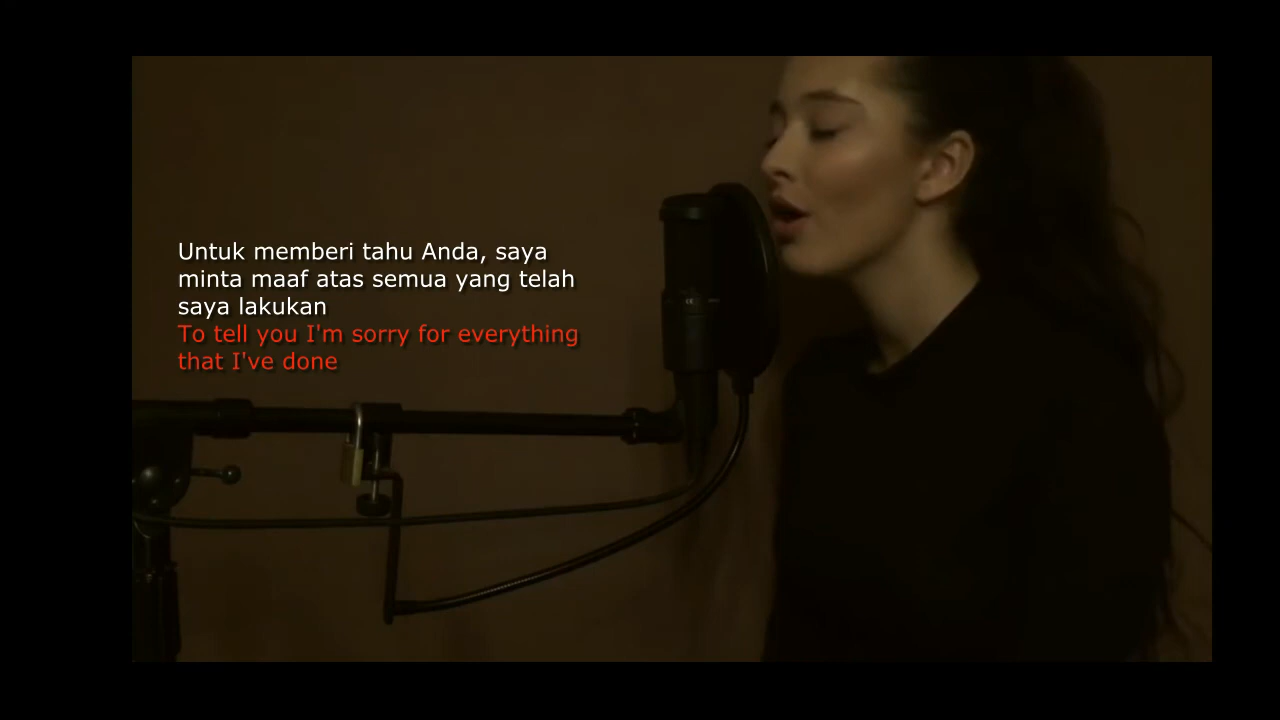 Untuk memberi tahu Anda, saya
minta maaf atas semua yang telah
saya lakukan
To tell you I'm sorry for everything
that I've done